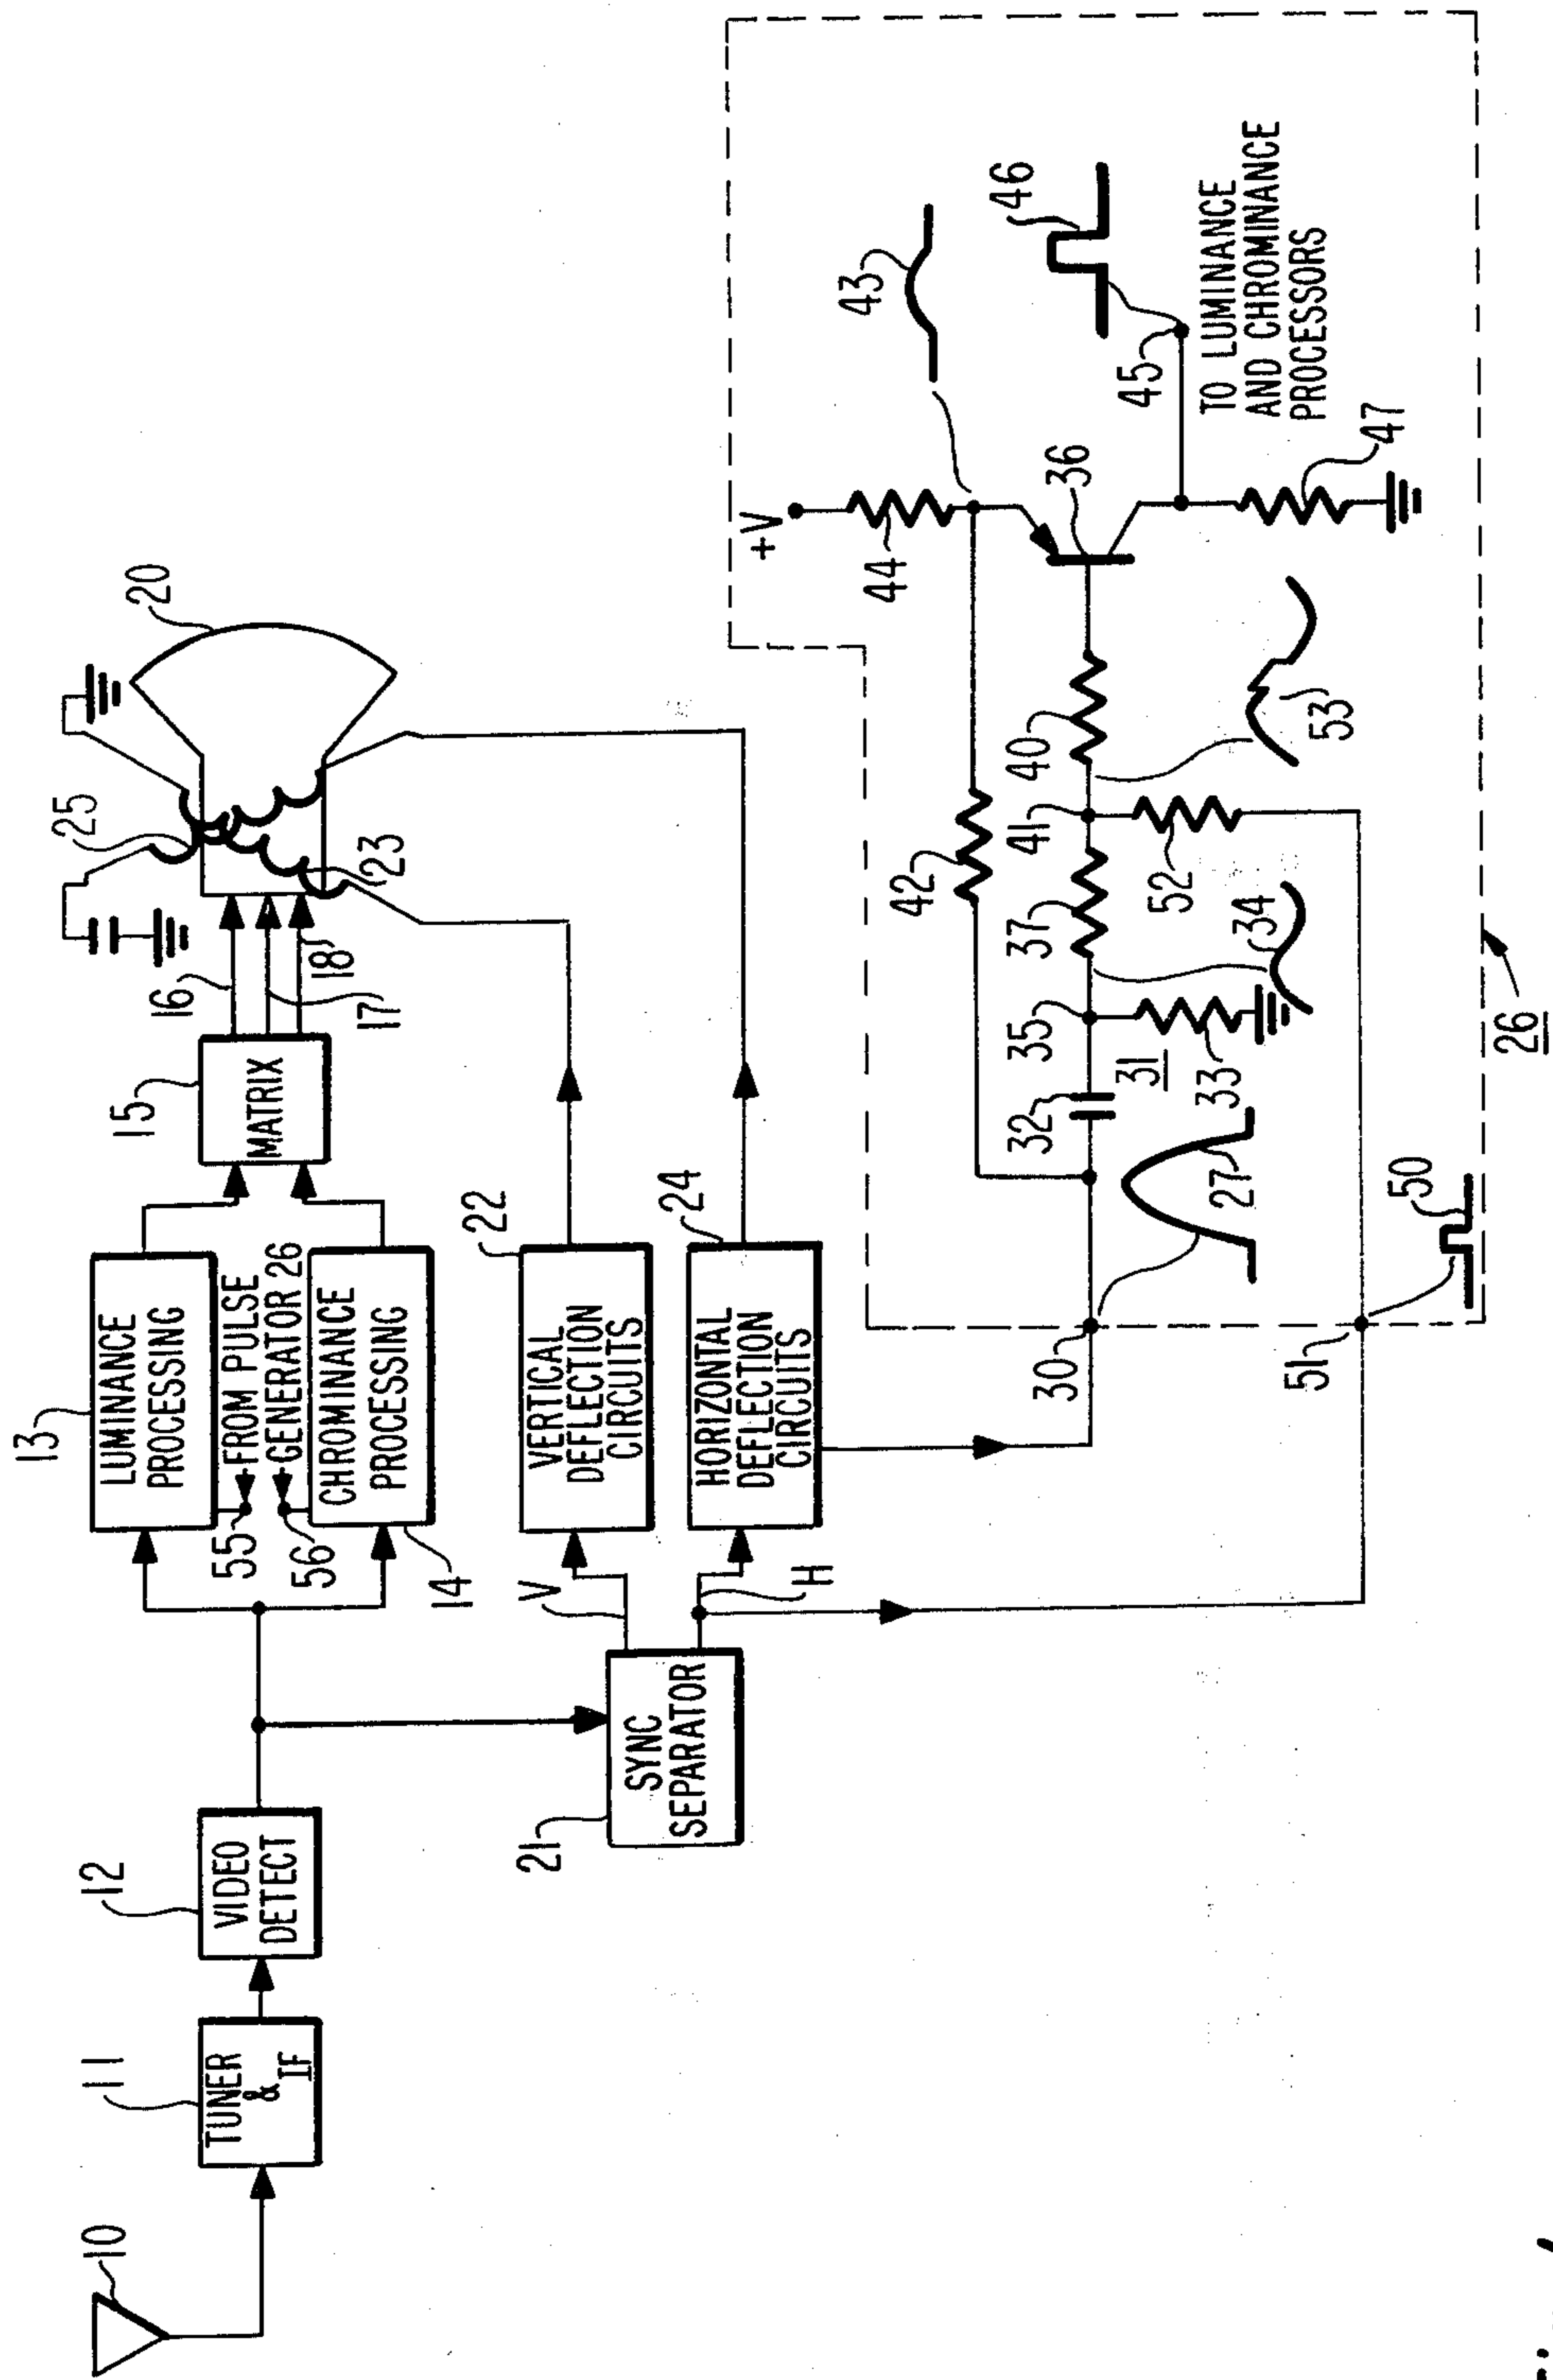 10
11
TUNER
& IF
12
VIDEO
DETECT
13
LUMINANCE
PROCESSING
55
FROM PULSE
56
GENERATOR 26
CHROMINANCE
PROCESSING
14
15
MATRIX
16
17
18
25
23
20
21
SYNC
SEPARATOR
V
H
22
VERTICAL
DEFLECTION
CIRCUITS
24
HORIZONTAL
DEFLECTION
CIRCUITS
30
27
32
31
33
35
34
37
42
41
52
40
53
36
44
+V
43
45
46
TO LUMINANCE
AND CHROMINANCE
PROCESSORS
47
51
50
26